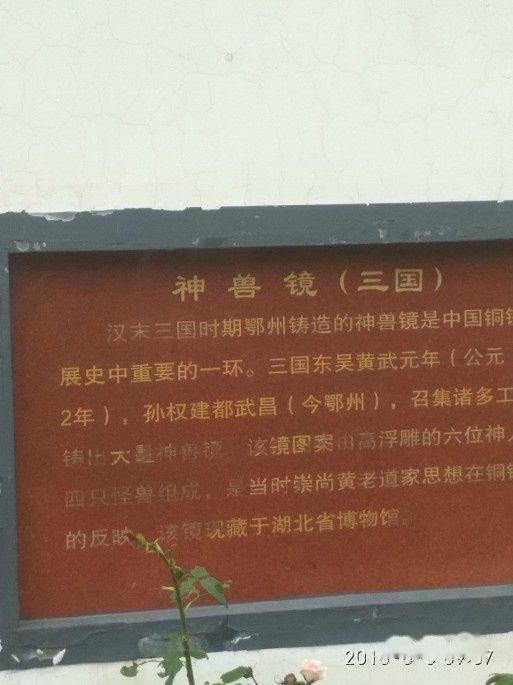 神兽镜（三国）
汉末三国时期鄂州铸造的神兽镜是中国铜镜
展史中重要的一环。三国东吴黄武元年（公元
2年），孙权建都武昌（今鄂州），召集诸多工
铸出大量神兽镜 该镜图案由高浮雕的六位神人
四只怪兽组成，是当时崇尚黄老道家思想在铜镜
的反映 该镜现藏于湖北省博物馆。